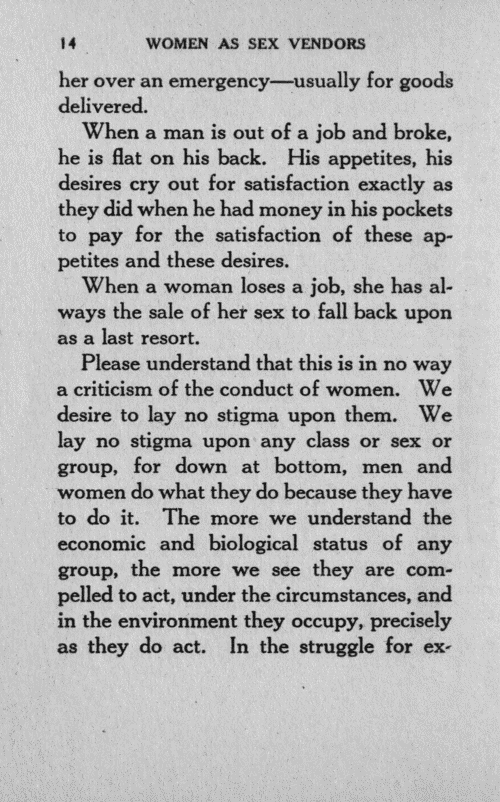 14 WOMEN AS SEX VENDORS
her over an emergency—usually for goods
delivered.
When a man is out of a job and broke,
he is flat on his back. His appetites, his
desires cry out for satisfaction exactly as
they did when he had money in his pockets
to pay for the satisfaction of these ap-
petites and these desires.
When a woman loses a job, she has al-
ways the sale of her sex to fall back upon
as a last resort.
Please understand that this is in no way
a criticism of the conduct of women. We
desire to lay no stigma upon them. We
lay no stigma upon any class or sex or
group, for down at bottom, men and
women do what they do because they have
to do it. The more we understand the
economic and biological status of any
group, the more we see they are com-
pelled to act, under the circumstances, and
in the environment they occupy, precisely
as they do act. In the struggle for ex-